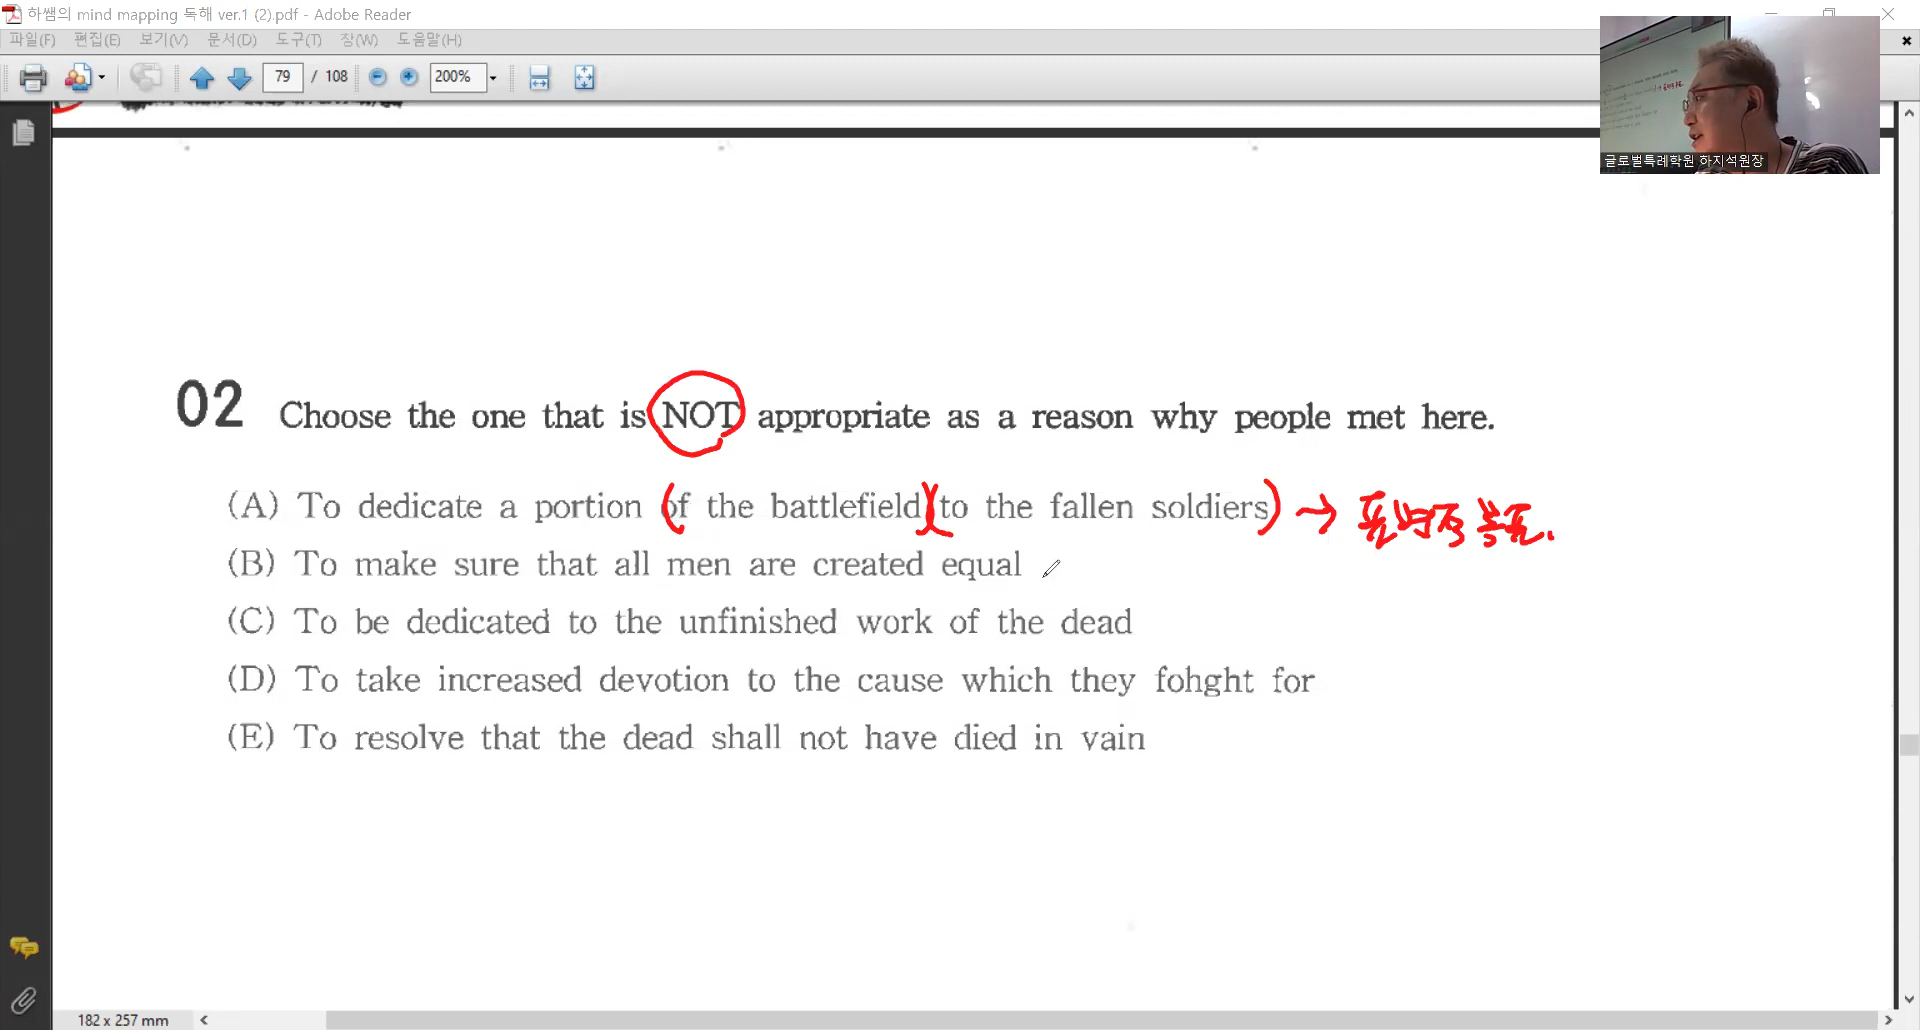 하쌤의 mind mapping 독해 ver.1 (2).pdf - Adobe Reader
파일(F) 편집(E) 보기(V) 문서(D) 도구(T) 창(W) 도움말(H)
79 / 108 200%
글로벌특례학원 하지석원장
02 Choose the one that is NOT appropriate as a reason why people met here.
(A) To dedicate a portion of the battlefield to the fallen soldiers →
(B) To make sure that all men are created equal
(C) To be dedicated to the unfinished work of the dead
(D) To take increased devotion to the cause which they fohght for
(E) To resolve that the dead shall not have died in vain
182 x 257 mm